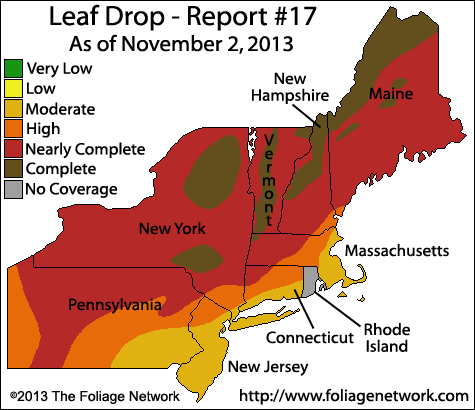 Leaf Drop - Report #17
As of November 2, 2013
Very Low
Low
Moderate
High
Nearly Complete
Complete
No Coverage
New
Hampshire
Maine
Vermont
New York
Massachusetts
Pennsylvania
Connecticut
Rhode
Island
New Jersey
©2013 The Foliage Network
http://www.foliagenetwork.com